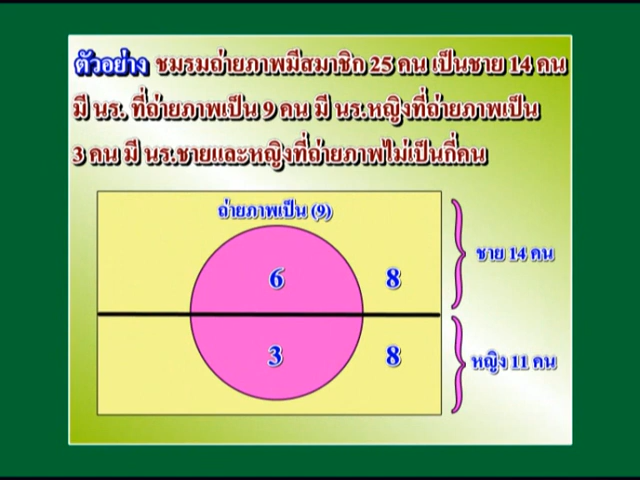 ตัวอย่าง ชมรมถ่ายภาพมีสมาชิก 25 คน เป็นชาย 14 คน
มี นร. ที่ถ่ายภาพเป็น 9 คน มี นร.หญิงที่ถ่ายภาพเป็น
3 คน มี นร.ชายและหญิงที่ถ่ายภาพไม่เป็นกี่คน
ถ่ายภาพเป็น (9)
6 8
ชาย 14 คน
3 8
หญิง 11 คน